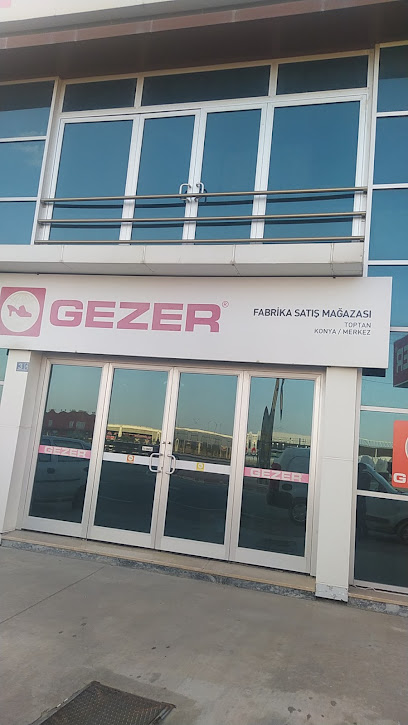 GEZER®
FABRİKA SATIŞ MAĞAZASI
TOPTAN
KONYA / MERKEZ
GEZER
GEZER